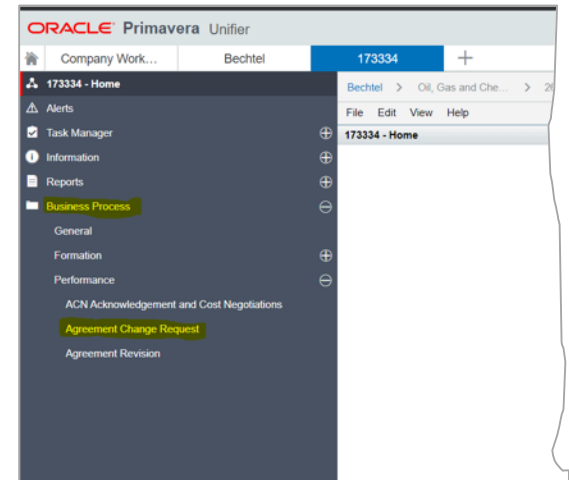 ORACLE Primavera Unifier
Company Work... Bechtel 173334
173334 - Home
Bechtel > Oil, Gas and Che... >
Alerts
File Edit View Help
Task Manager
173334 - Home
Information
Reports
Business Process
General
Formation
Performance
ACN Acknowledgement and Cost Negotiations
Agreement Change Request
Agreement Revision